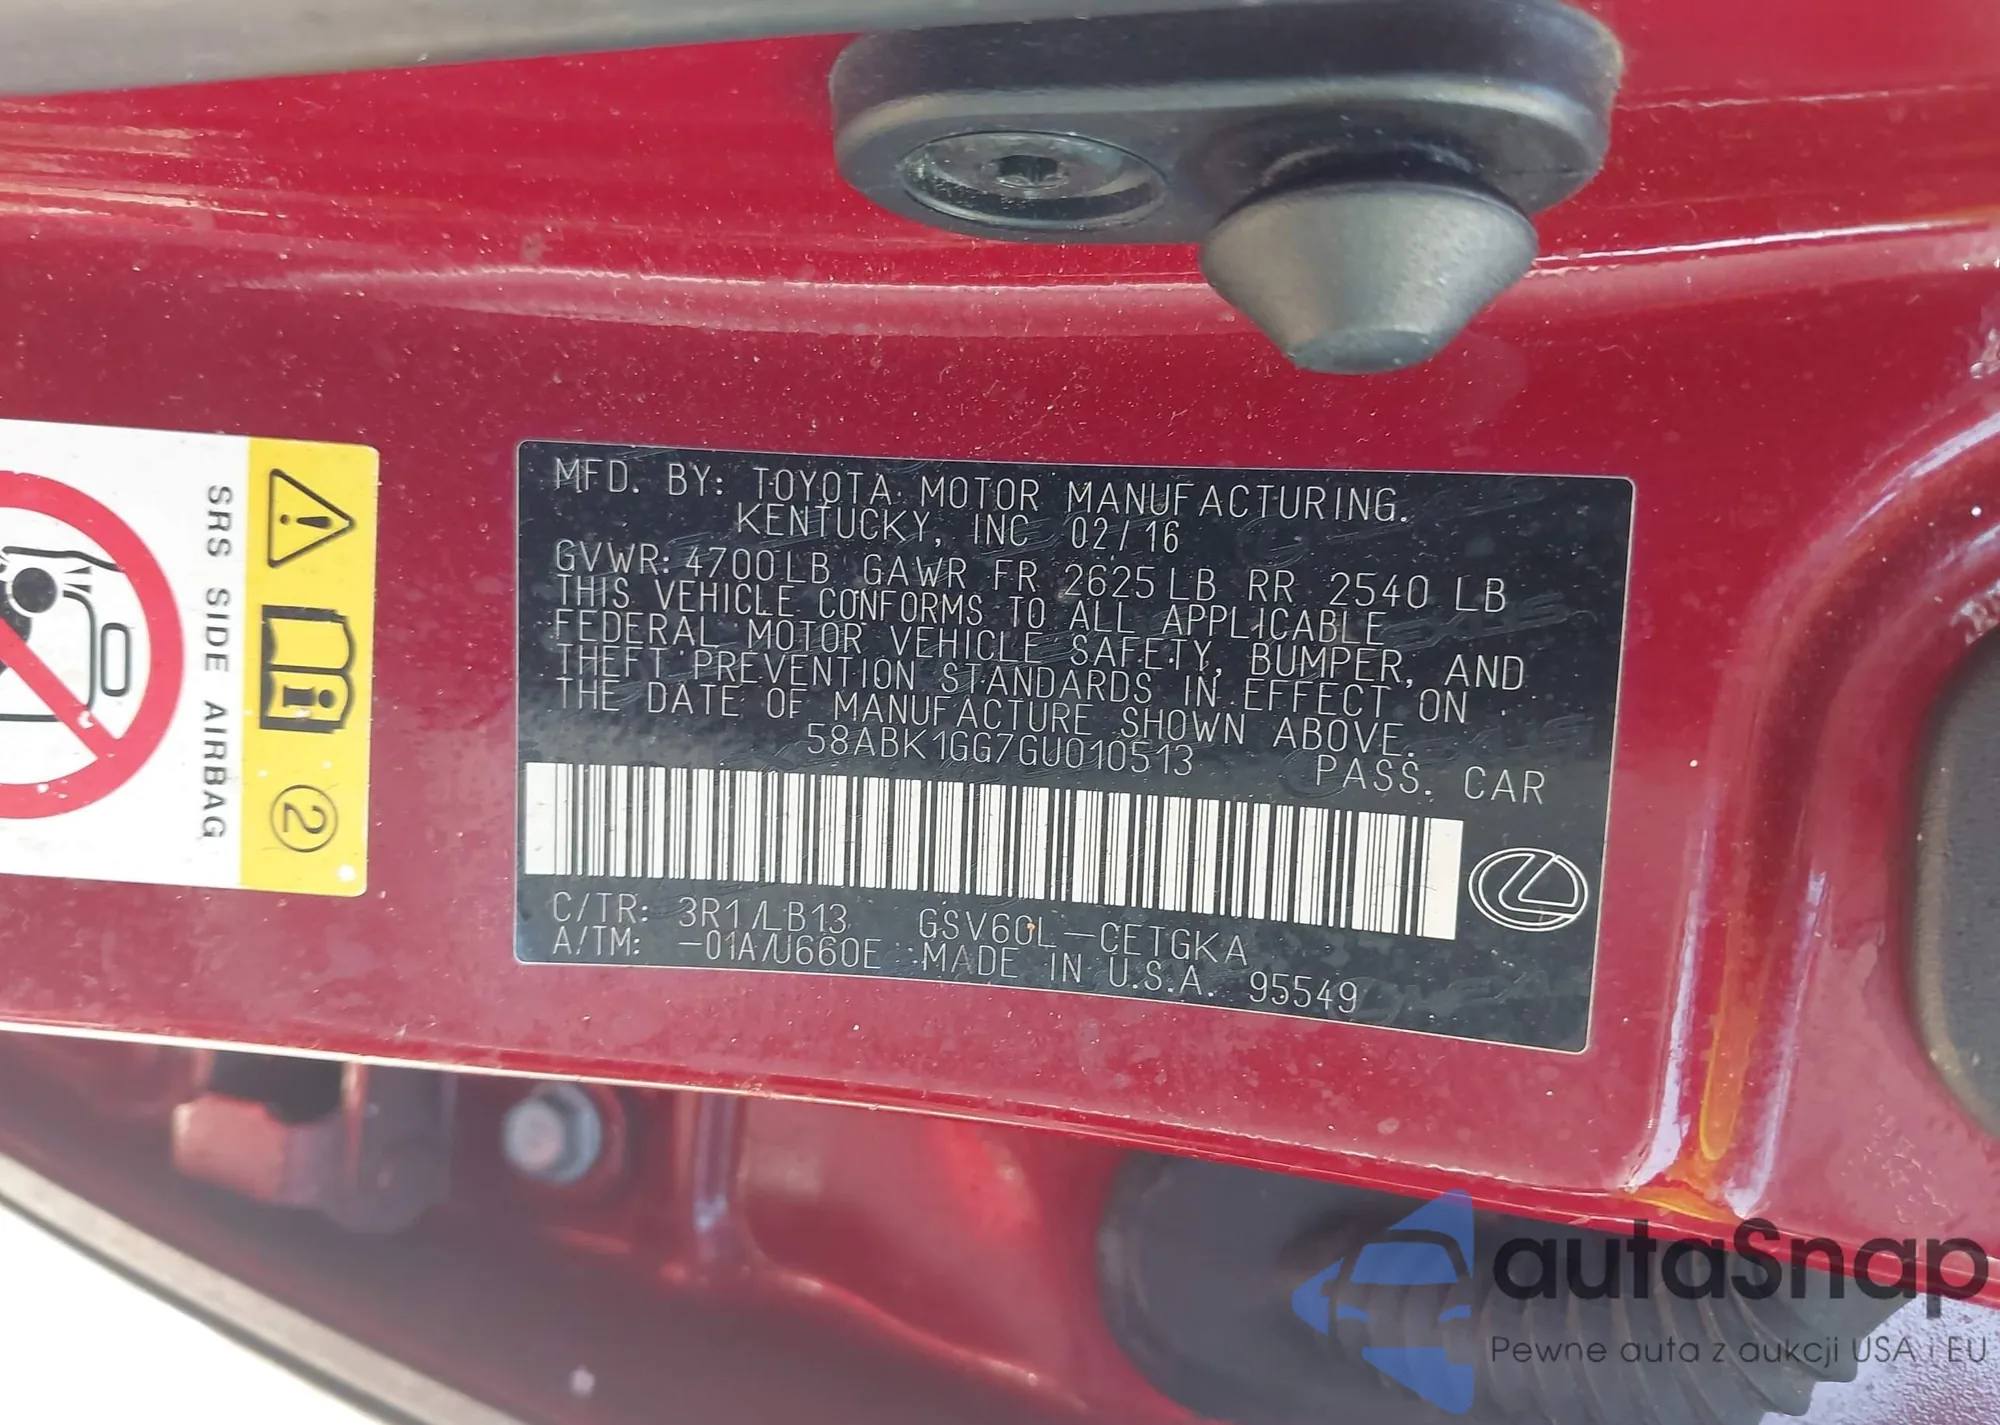 MFD. BY: TOYOTA MOTOR MANUFACTURING.
KENTUCKY, INC 02/16
GVWR: 4700LB GAWR FR 2625LB RR 2540 LB
THIS VEHICLE CONFORMS TO ALL APPLICABLE
FEDERAL MOTOR VEHICLE SAFETY, BUMPER, AND
THEFT PREVENTION STANDARDS IN EFFECT ON
THE DATE OF MANUFACTURE SHOWN ABOVE.
58ABK1GG7GU010513 PASS. CAR
C/TR: 3R1/LB13 GSV60L-CETGKA
A/TM: -01A/U660E MADE IN U.S.A. 95549
SRS SIDE AIRBAG
2
autaSnap
Pewne auta z aukcji USA i EU